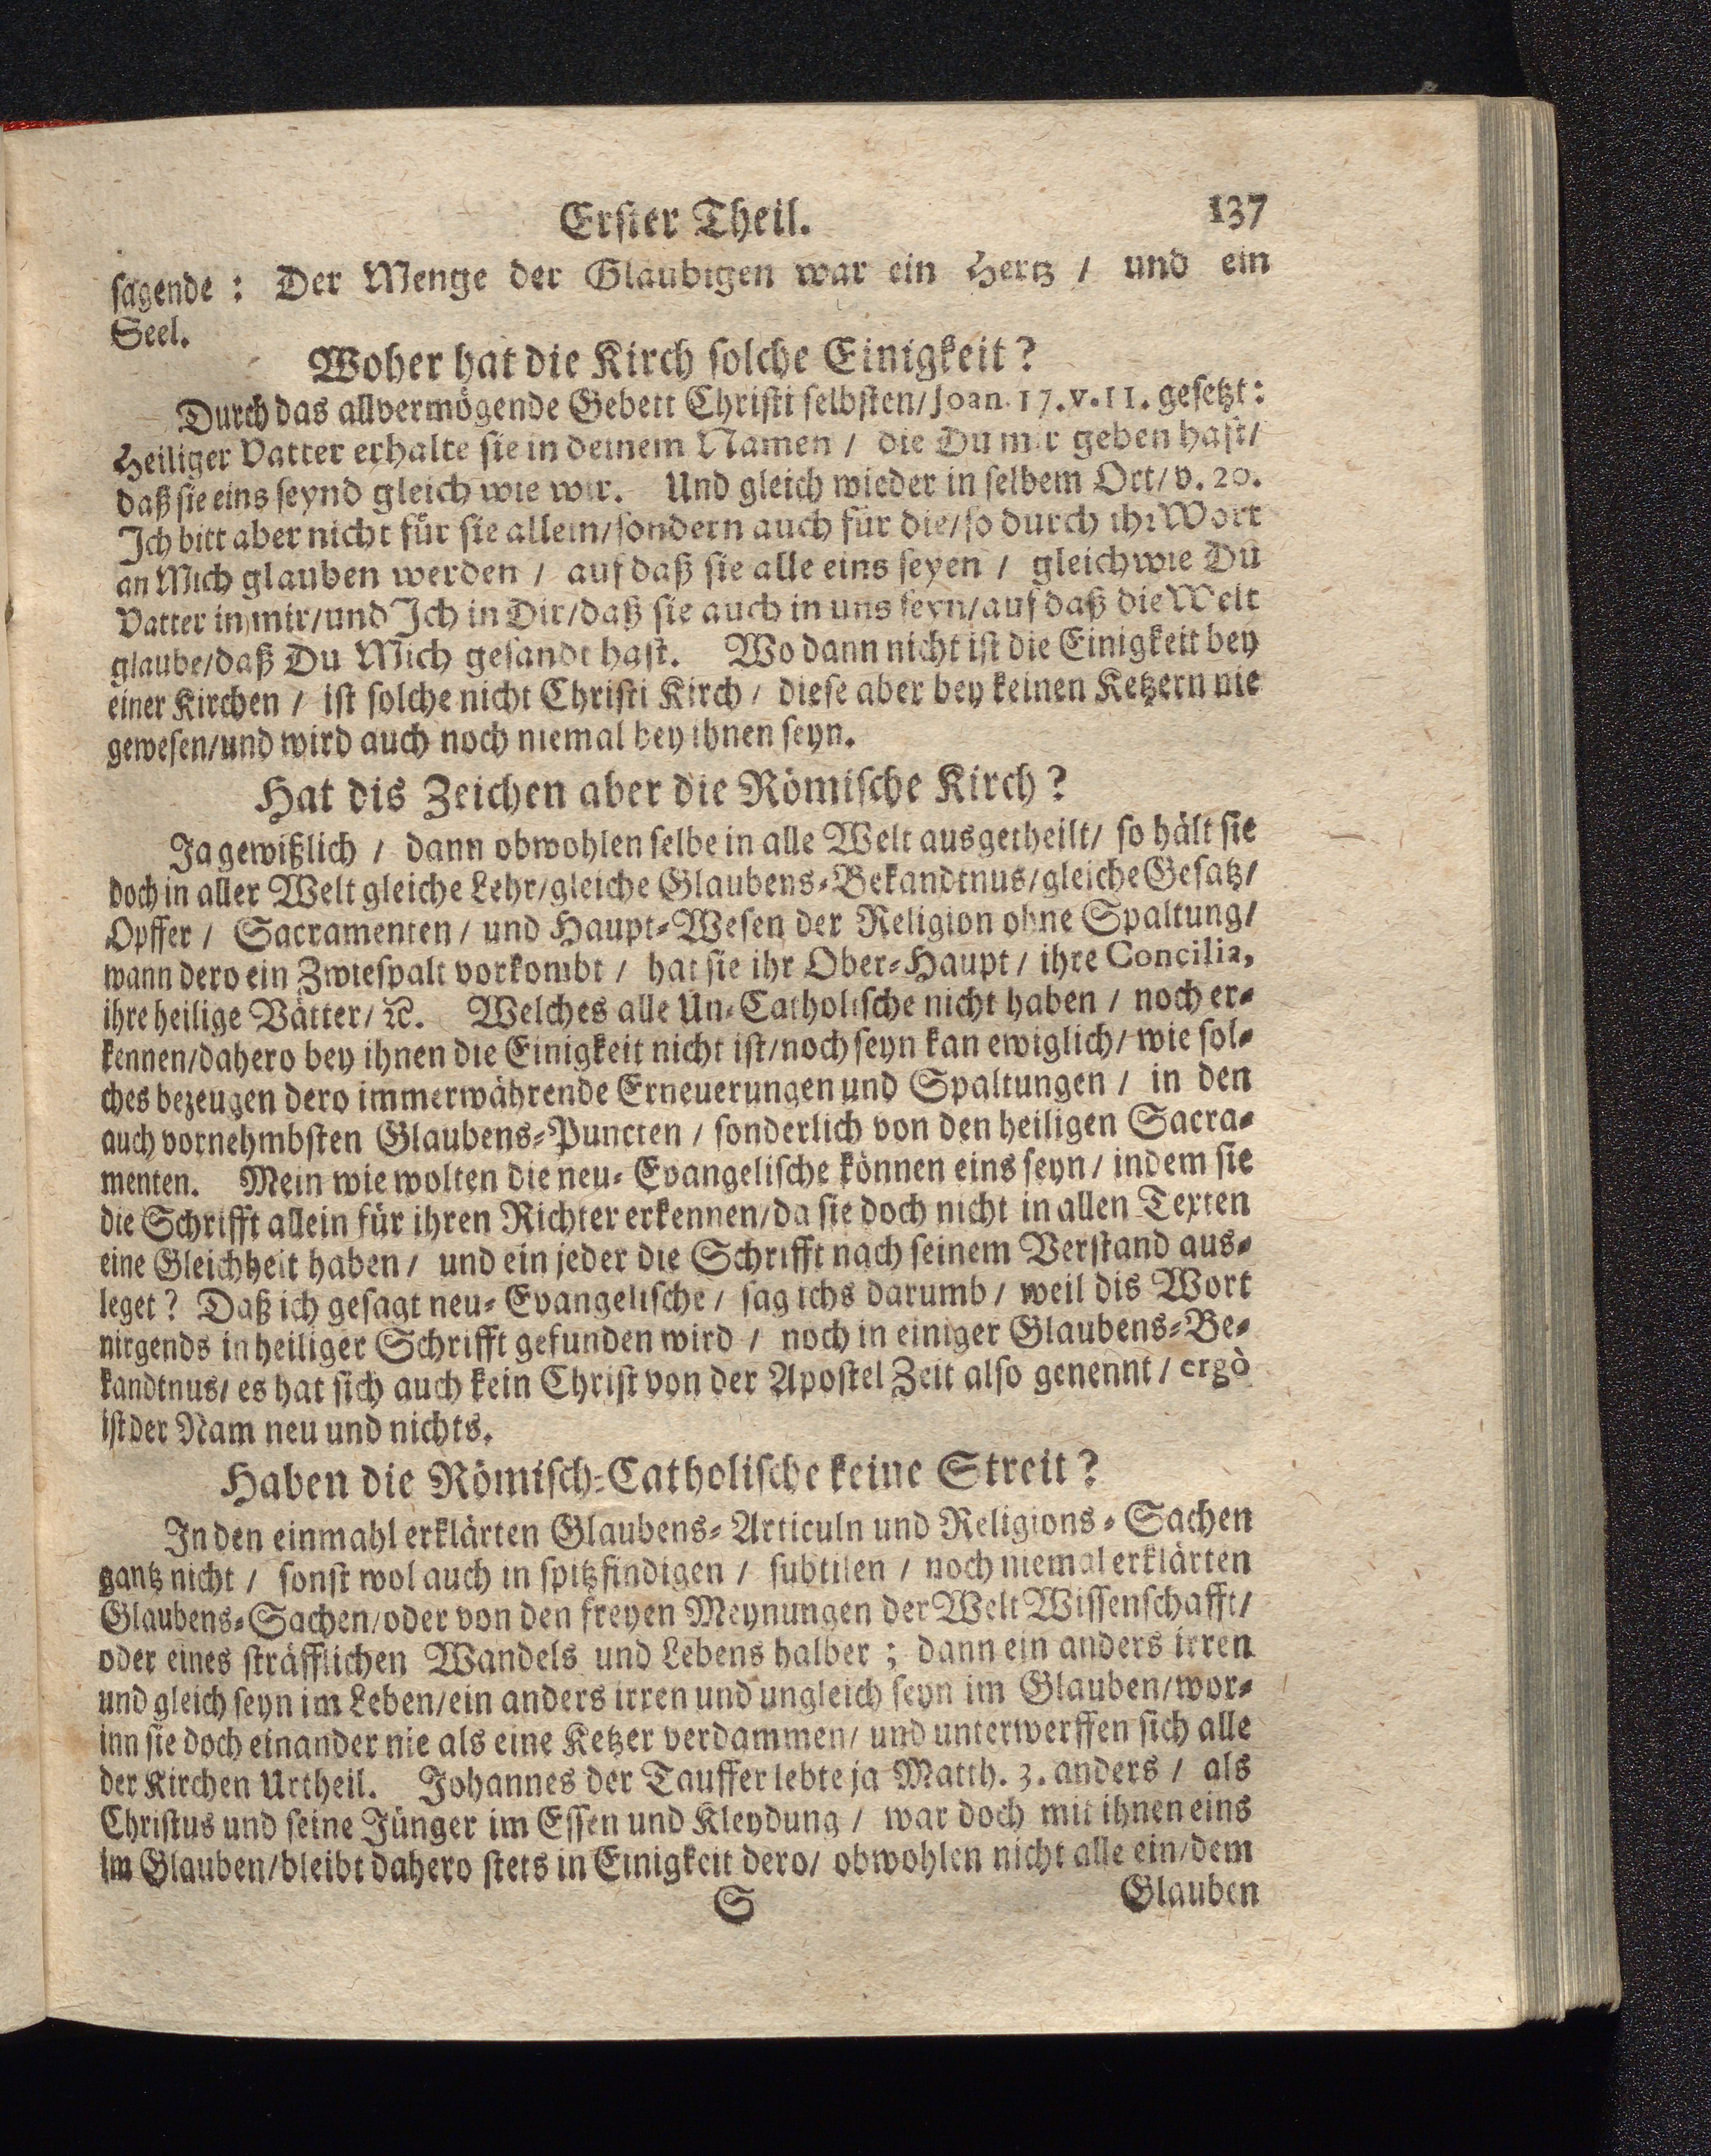 Erster Theil. 137
sagende: Der Menge der Glaubigen war ein Hertz / und ein
Seel.
Woher hat die Kirch solche Einigkeit?
Durch das allvermögende Gebett Christi selbsten/ Joan. 17. v. 11. gesetzt:
Heiliger Vatter erhalte sie in deinem Namen / die Du mir geben hast/
daß sie eins seynd gleich wie wir. Und gleich wieder in selbem Ort/ v. 20.
Ich bitt aber nicht für sie allein/ sondern auch für die/ so durch ihr Wort
an Mich glauben werden / auf daß sie alle eins seyen / gleichwie Du
Vatter in mir/ und Ich in Dir/ daß sie auch in uns seyn/ auf daß die Welt
glaube/ daß Du Mich gesandt hast. Wo dann nicht ist die Einigkeit bey
einer Kirchen / ist solche nicht Christi Kirch / diese aber bey keinen Ketzern nie
gewesen/ und wird auch noch niemal bey ihnen seyn.
Hat dis Zeichen aber die Römische Kirch?
Ja gewißlich / dann obwohlen selbe in alle Welt ausgetheilt/ so hält sie
doch in aller Welt gleiche Lehr/ gleiche Glaubens-Bekandtnus/ gleiche Gesatz/
Opffer / Sacramenten / und Haupt-Wesen der Religion ohne Spaltung/
wann dero ein Zwiespalt vorkombt / hat sie ihr Ober-Haupt / ihre Concilia,
ihre heilige Vätter/ ꝛc. Welches alle Un-Catholische nicht haben / noch er-
kennen/ dahero bey ihnen die Einigkeit nicht ist/ noch seyn kan ewiglich/ wie sol-
ches bezeugen dero immerwährende Erneuerungen und Spaltungen / in den
auch vornehmbsten Glaubens-Puncten / sonderlich von den heiligen Sacra-
menten. Mein wie wolten die neu-Evangelische können eins seyn / indem sie
die Schrifft allein für ihren Richter erkennen/ da sie doch nicht in allen Texten
eine Gleichheit haben / und ein jeder die Schrifft nach seinem Verstand aus-
leget? Daß ich gesagt neu-Evangelische / sag ichs darumb / weil dis Wort
nirgends in heiliger Schrifft gefunden wird / noch in einiger Glaubens-Be-
kandtnus/ es hat sich auch kein Christ von der Apostel Zeit also genennt / ergò
ist der Nam neu und nichts.
Haben die Römisch-Catholische keine Streit?
In den einmahl erklärten Glaubens-Articuln und Religions-Sachen
gantz nicht / sonst wol auch in spitzfindigen / subtilen / noch niemal erklärten
Glaubens-Sachen/ oder von den freyen Meynungen der Welt Wissenschafft/
oder eines sträfflichen Wandels und Lebens halber; dann ein anders irren
und gleich seyn im Leben/ ein anders irren und ungleich seyn im Glauben/ wor-
inn sie doch einander nie als eine Ketzer verdammen/ und unterwerffen sich alle
der Kirchen Urtheil. Johannes der Tauffer lebte ja Matth. 3. anders / als
Christus und seine Jünger im Essen und Kleydung / war doch mit ihnen eins
im Glauben/ bleibt dahero stets in Einigkeit dero/ obwohlen nicht alle ein/ dem
S Glauben